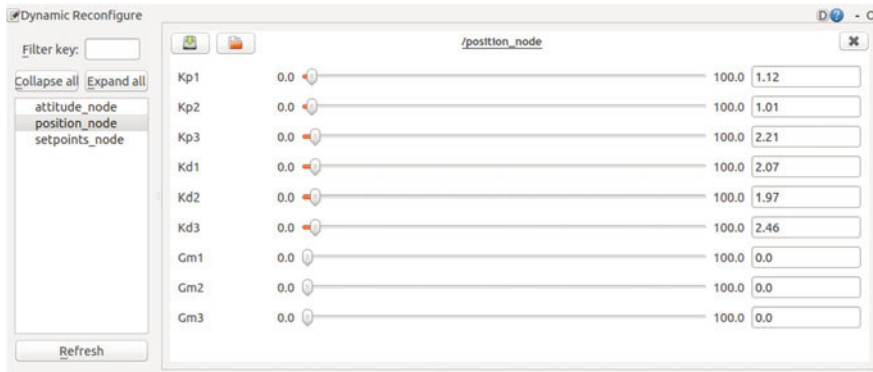 Dynamic Reconfigure D ? - O
Filter key:
Collapse all Expand all
attitude_node
position_node
setpoints_node
Refresh
/position_node
Kp1 0.0 100.0 1.12
Kp2 0.0 100.0 1.01
Kp3 0.0 100.0 2.21
Kd1 0.0 100.0 2.07
Kd2 0.0 100.0 1.97
Kd3 0.0 100.0 2.46
Gm1 0.0 100.0 0.0
Gm2 0.0 100.0 0.0
Gm3 0.0 100.0 0.0